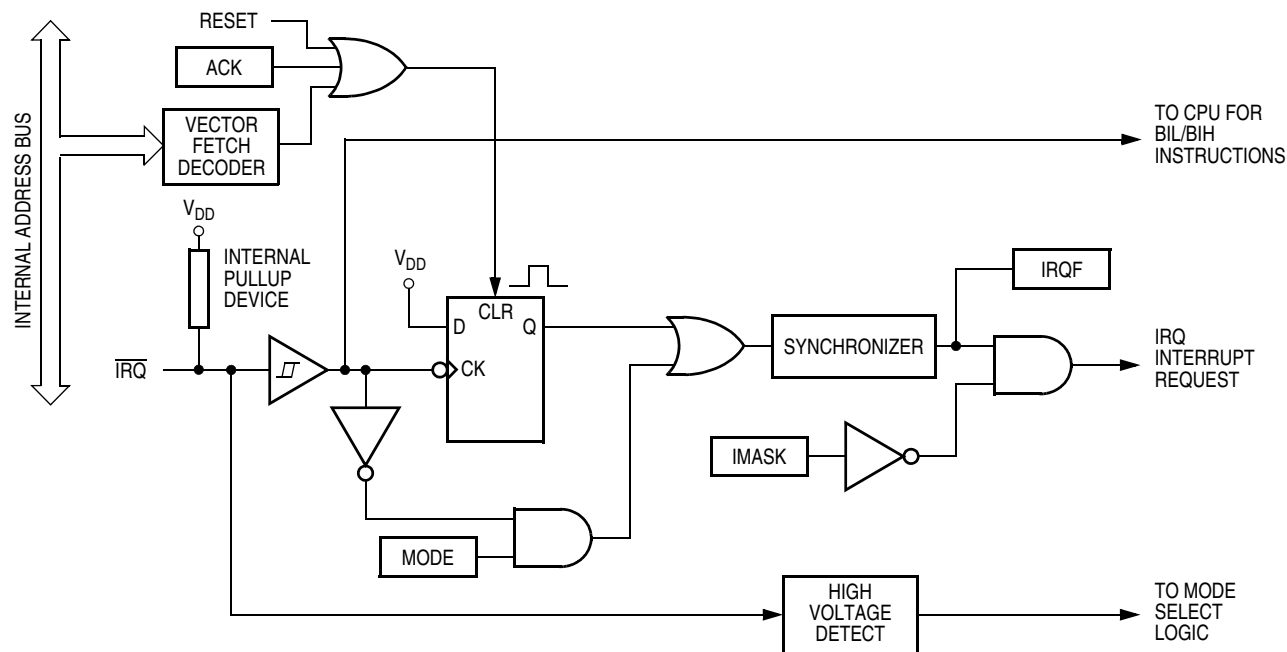 RESET
ACK
VECTOR
FETCH
DECODER
INTERNAL ADDRESS BUS
TO CPU FOR
BIL/BIH
INSTRUCTIONS
VDD
INTERNAL
PULLUP
DEVICE
VDD
CLR
D
Q
CK
IRQF
SYNCHRONIZER
IRQ
INTERRUPT
REQUEST
IRQ
IMASK
MODE
HIGH
VOLTAGE
DETECT
TO MODE
SELECT
LOGIC